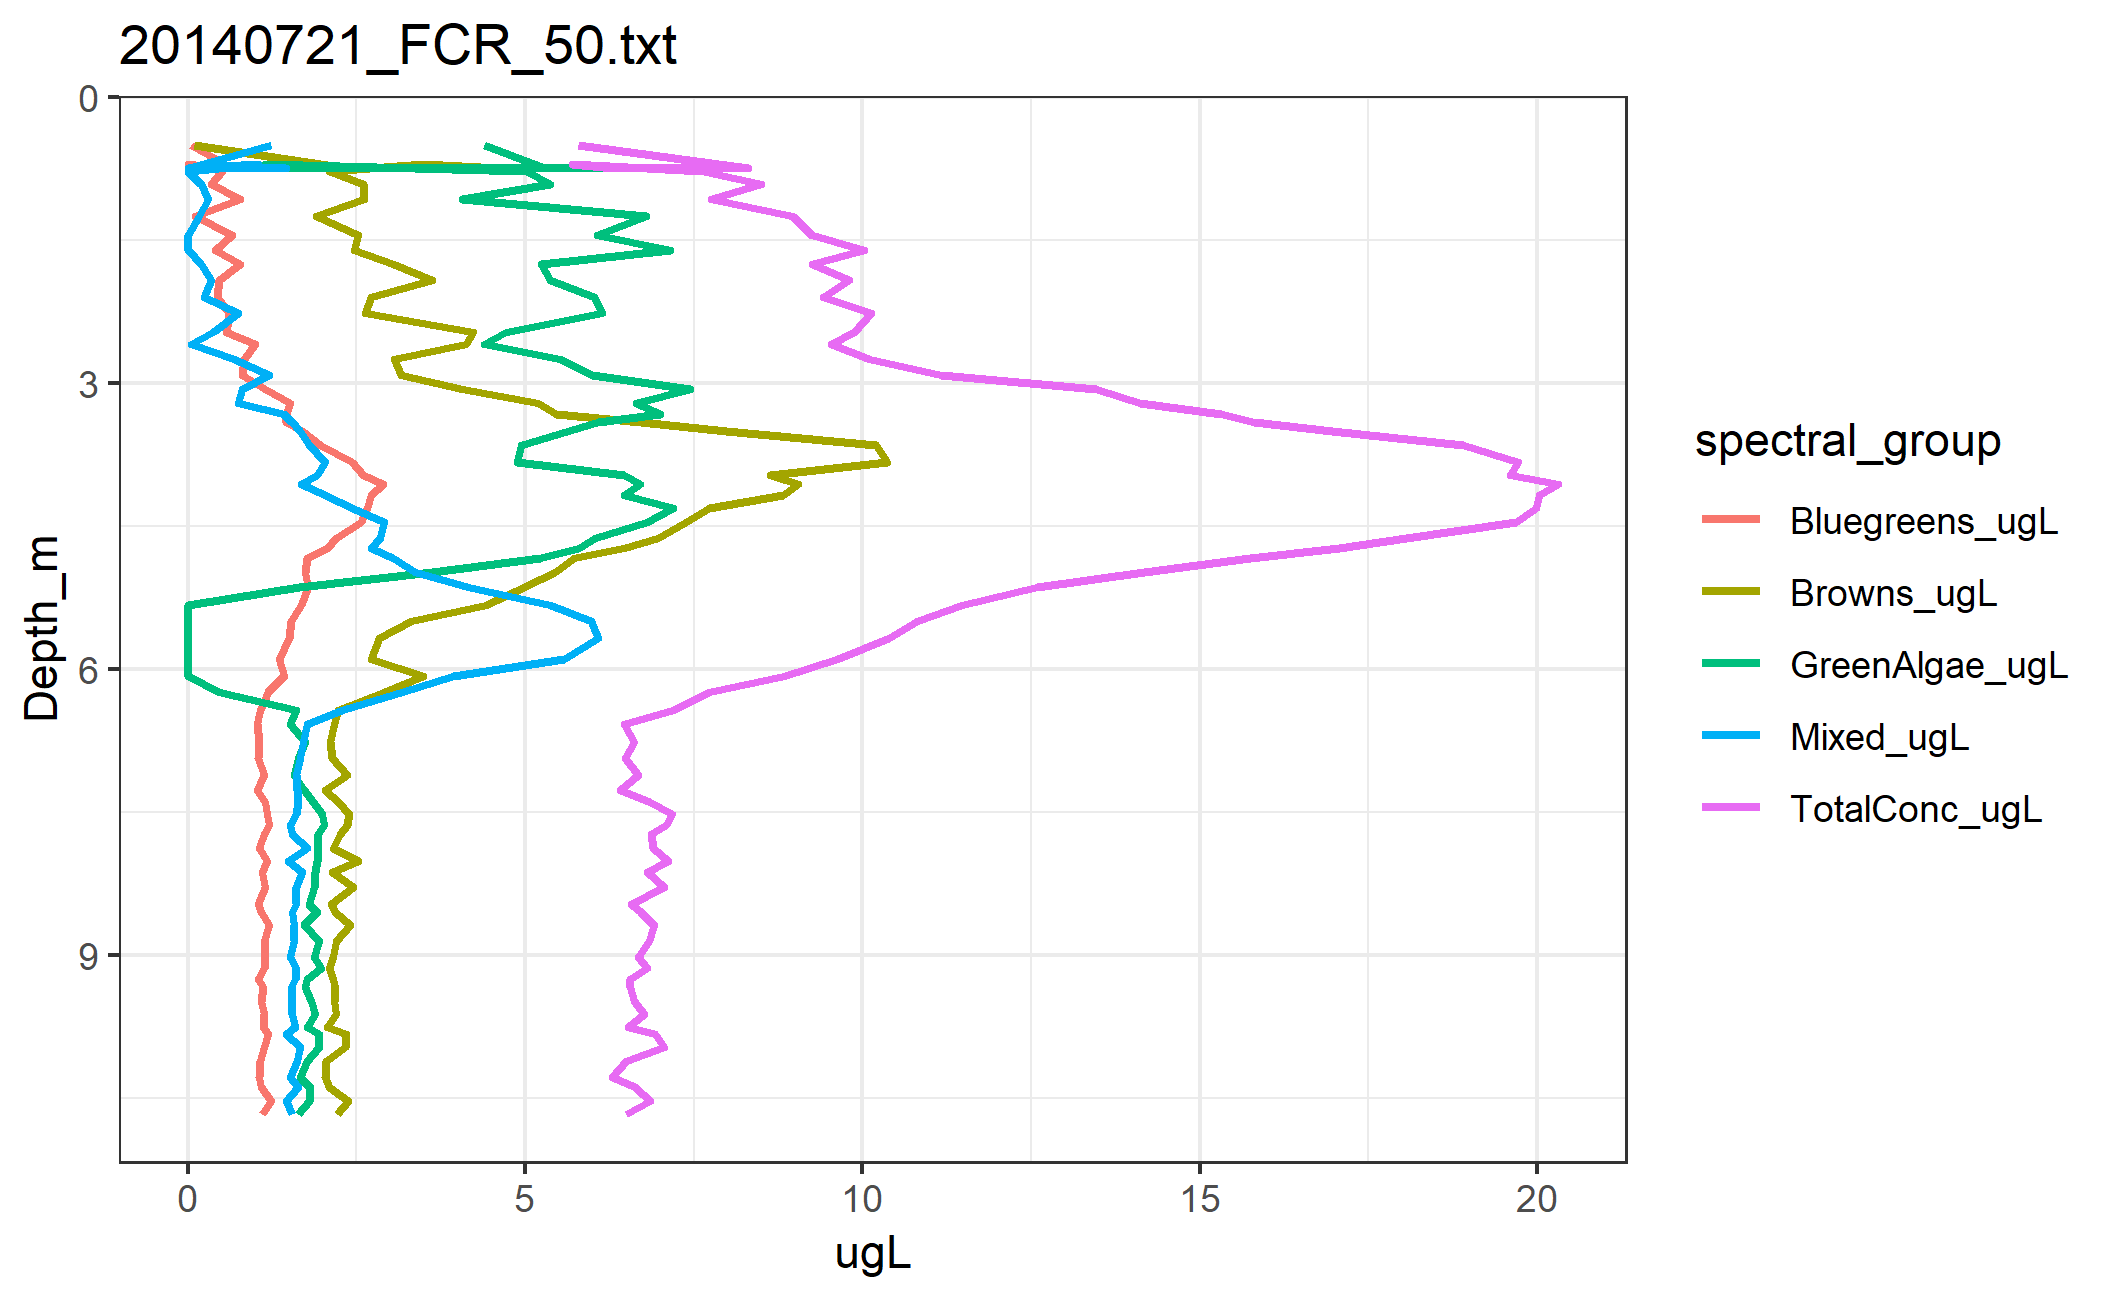 20140721_FCR_50.txt
0
3
6
9
Depth_m
0 5 10 15 20
ugL
spectral_group
Bluegreens_ugL
Browns_ugL
GreenAlgae_ugL
Mixed_ugL
TotalConc_ugL